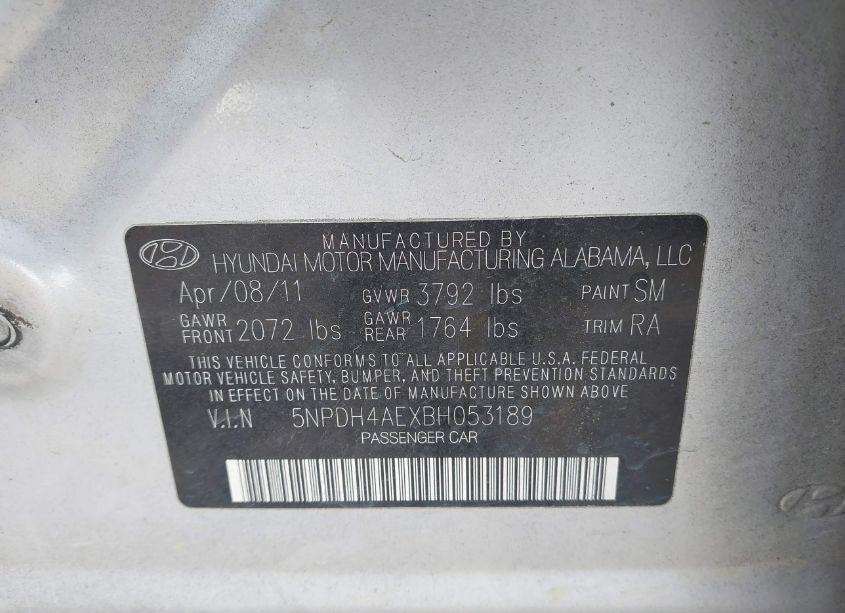 MANUFACTURED BY
HYUNDAI MOTOR MANUFACTURING ALABAMA, LLC
Apr/08/11 GVWR 3792 lbs PAINT SM
GAWR FRONT 2072 lbs GAWR REAR 1764 lbs TRIM RA
THIS VEHICLE CONFORMS TO ALL APPLICABLE U.S.A. FEDERAL
MOTOR VEHICLE SAFETY, BUMPER, AND THEFT PREVENTION STANDARDS
IN EFFECT ON THE DATE OF MANUFACTURE SHOWN ABOVE
V.I.N 5NPDH4AEXBH053189
PASSENGER CAR